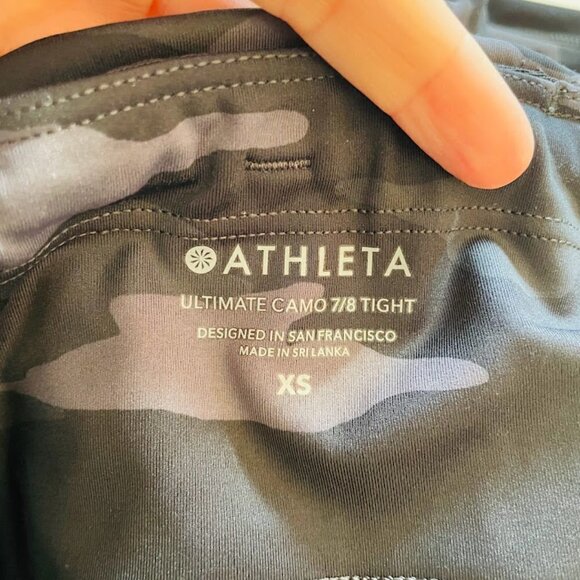 ATHLETA
ULTIMATE CAMO 7/8 TIGHT
DESIGNED IN SAN FRANCISCO
MADE IN SRI LANKA
XS